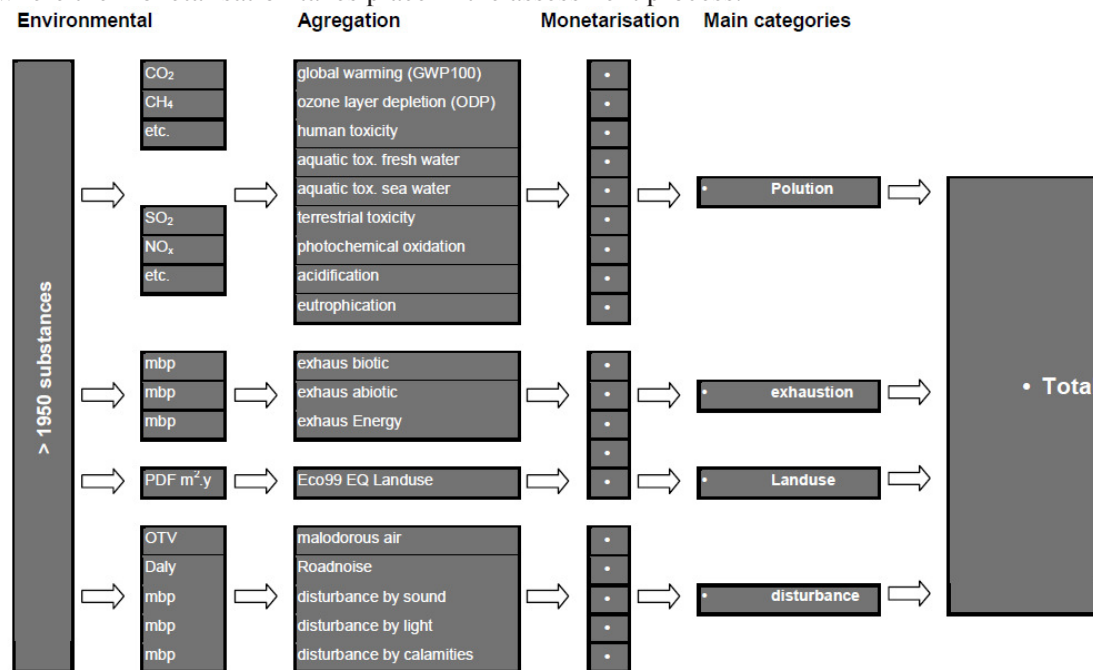 Environmental
Agregation
Monetarisation
Main categories
> 1950 substances
CO₂
CH₄
etc.
SO₂
NOₓ
etc.
global warming (GWP100)
ozone layer depletion (ODP)
human toxicity
aquatic tox. fresh water
aquatic tox. sea water
terrestrial toxicity
photochemical oxidation
acidification
eutrophication
• Polution
mbp
mbp
mbp
exhaus biotic
exhaus abiotic
exhaus Energy
• exhaustion
PDF m².y
Eco99 EQ Landuse
• Landuse
OTV
Daly
mbp
mbp
mbp
malodorous air
Roadnoise
disturbance by sound
disturbance by light
disturbance by calamities
• disturbance
• Tota